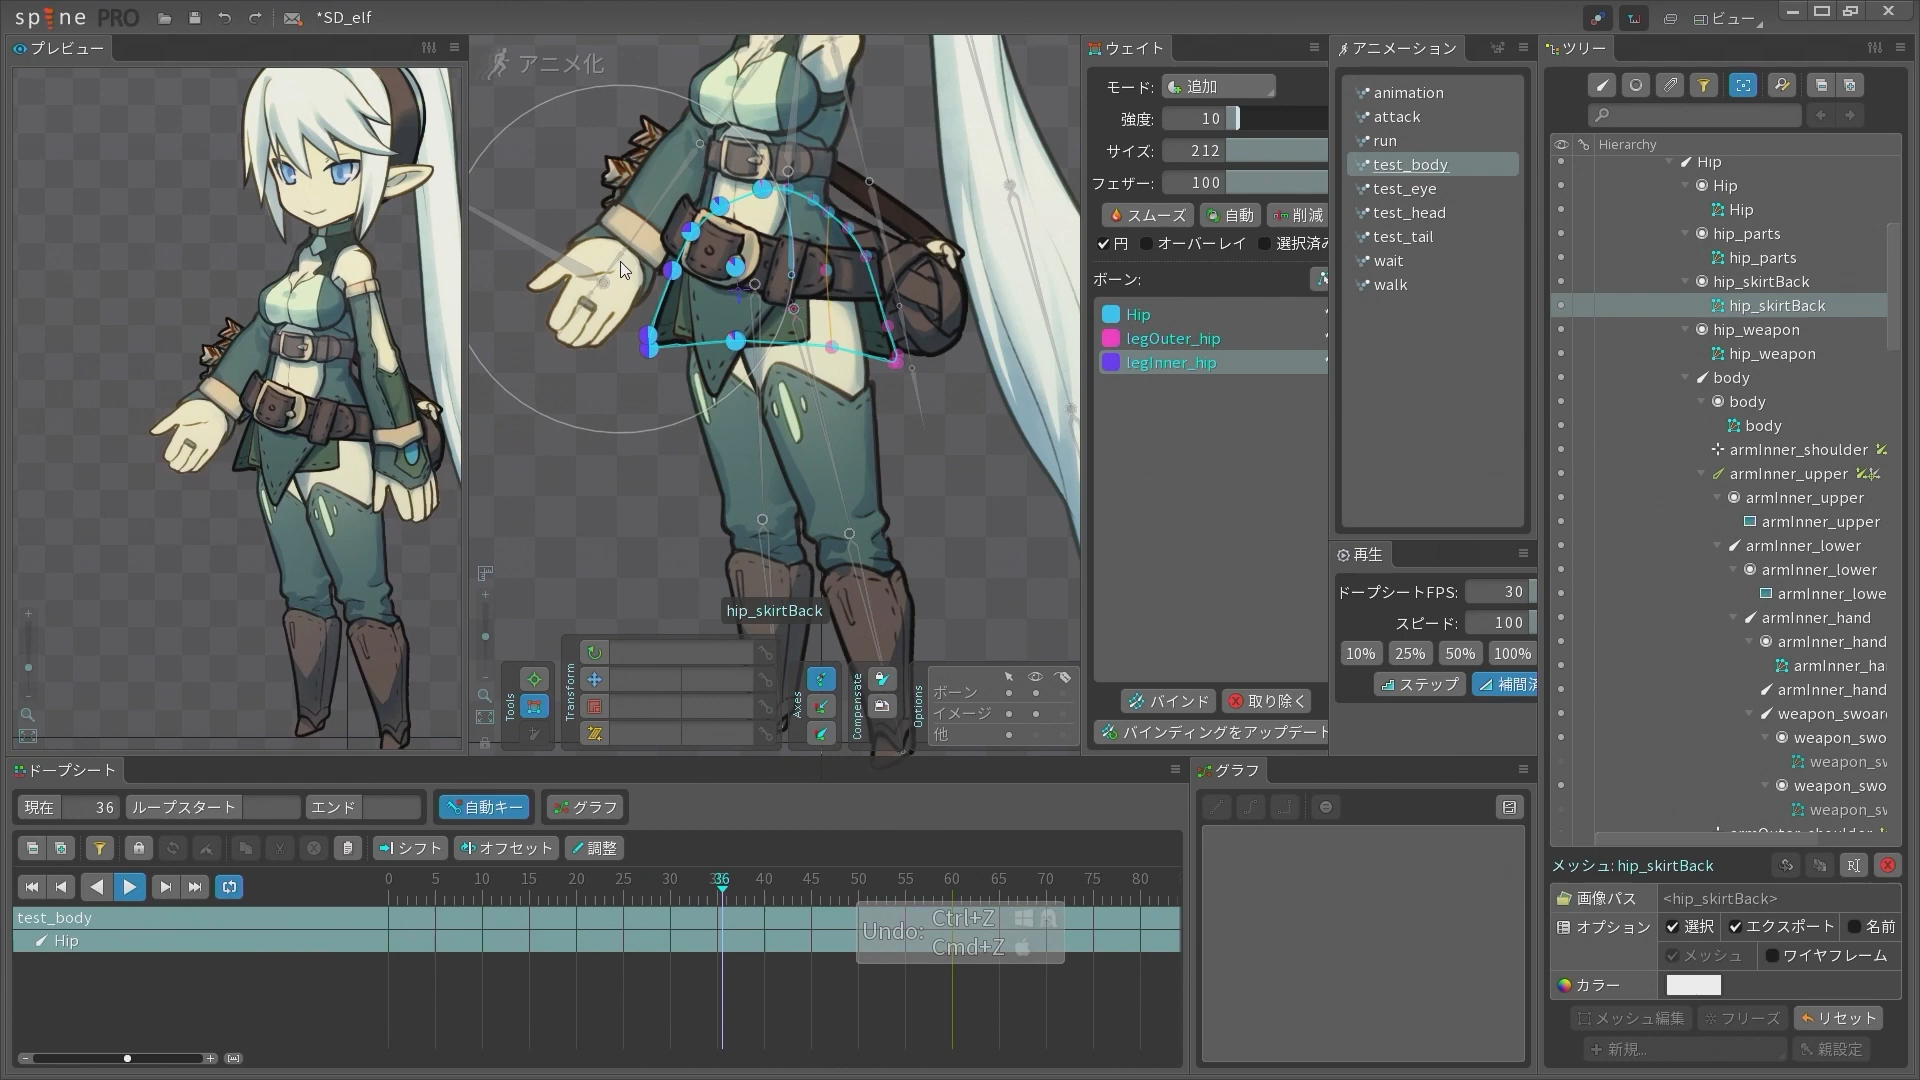 spine PRO
*SD_elf
ビュー
プレビュー
アニメ化
hip_skirtBack
Tools
Transform
Axes
Compensate
Options
ボーン
イメージ
他
ウェイト
モード: 追加
強度: 10
サイズ: 212
フェザー: 100
スムーズ 自動 削減
円 オーバーレイ 選択済み
ボーン:
Hip
legOuter_hip
legInner_hip
バインド 取り除く
バインディングをアップデート
アニメーション
animation
attack
run
test_body
test_eye
test_head
test_tail
wait
walk
再生
ドープシートFPS: 30
スピード: 100
10% 25% 50% 100%
ステップ 補間済
ツリー
Hierarchy
Hip
Hip
Hip
hip_parts
hip_parts
hip_skirtBack
hip_skirtBack
hip_weapon
hip_weapon
body
body
body
armInner_shoulder
armInner_upper
armInner_upper
armInner_upper
armInner_lower
armInner_lower
armInner_lowe
armInner_hand
armInner_hand
armInner_ha
armInner_hand
weapon_swoar
weapon_swo
weapon_sw
weapon_swo
weapon_sw
メッシュ: hip_skirtBack
画像パス <hip_skirtBack>
オプション 選択 エクスポート 名前
メッシュ ワイヤフレーム
カラー
メッシュ編集 フリーズ リセット
新規... 親設定
ドープシート
現在 36 ループスタート エンド 自動キー グラフ
シフト オフセット 調整
0 5 10 15 20 25 30 36 40 45 50 55 60 65 70 75 80
test_body
Hip
Undo: Ctrl+Z
Cmd+Z
グラフ